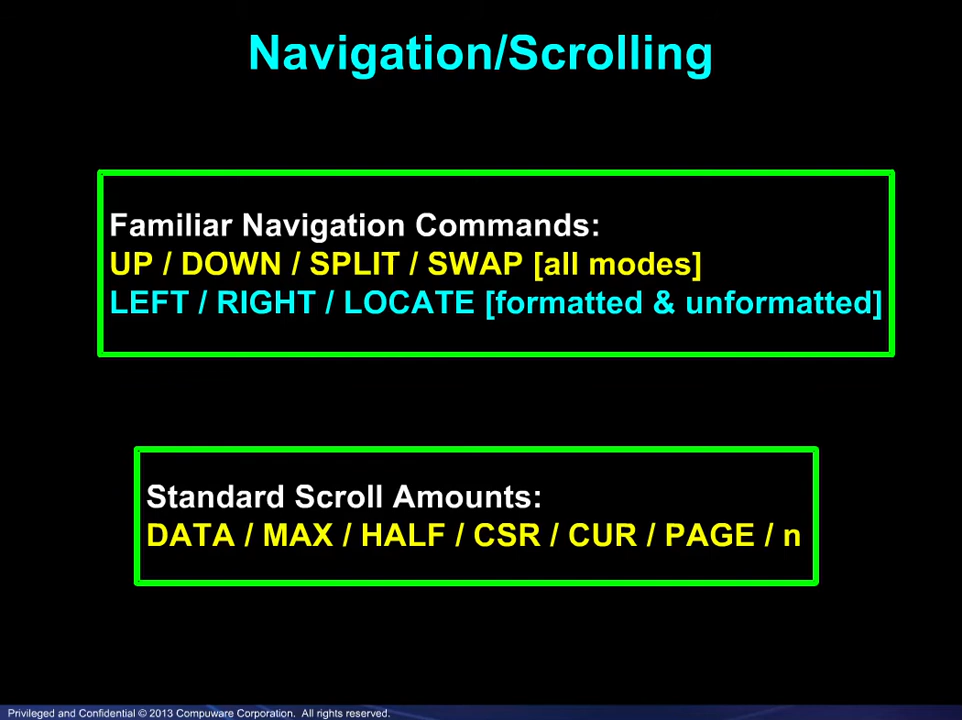 Navigation/Scrolling
Familiar Navigation Commands:
UP / DOWN / SPLIT / SWAP [all modes]
LEFT / RIGHT / LOCATE [formatted & unformatted]
Standard Scroll Amounts:
DATA / MAX / HALF / CSR / CUR / PAGE / n
Privileged and Confidential © 2013 Compuware Corporation. All rights reserved.